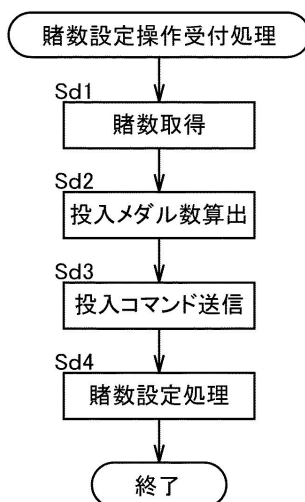 賭数設定操作受付処理
Sd1
賭数取得
Sd2
投入メダル数算出
Sd3
投入コマンド送信
Sd4
賭数設定処理
終了